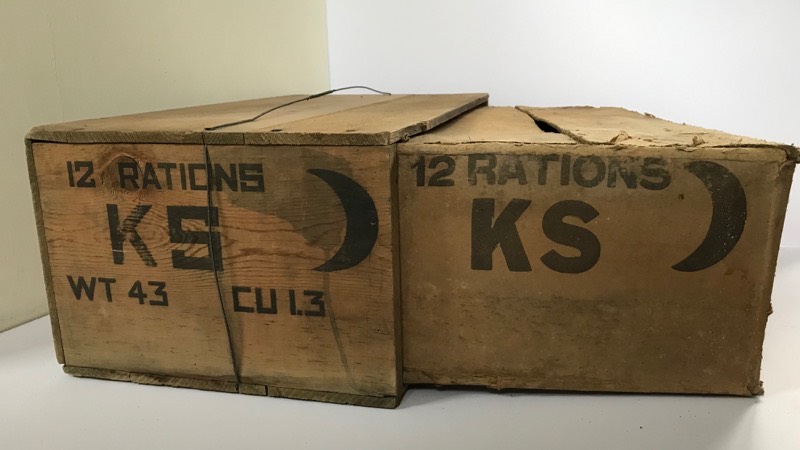 12 RATIONS
KS
WT 43 CU 1.3
12 RATIONS
KS